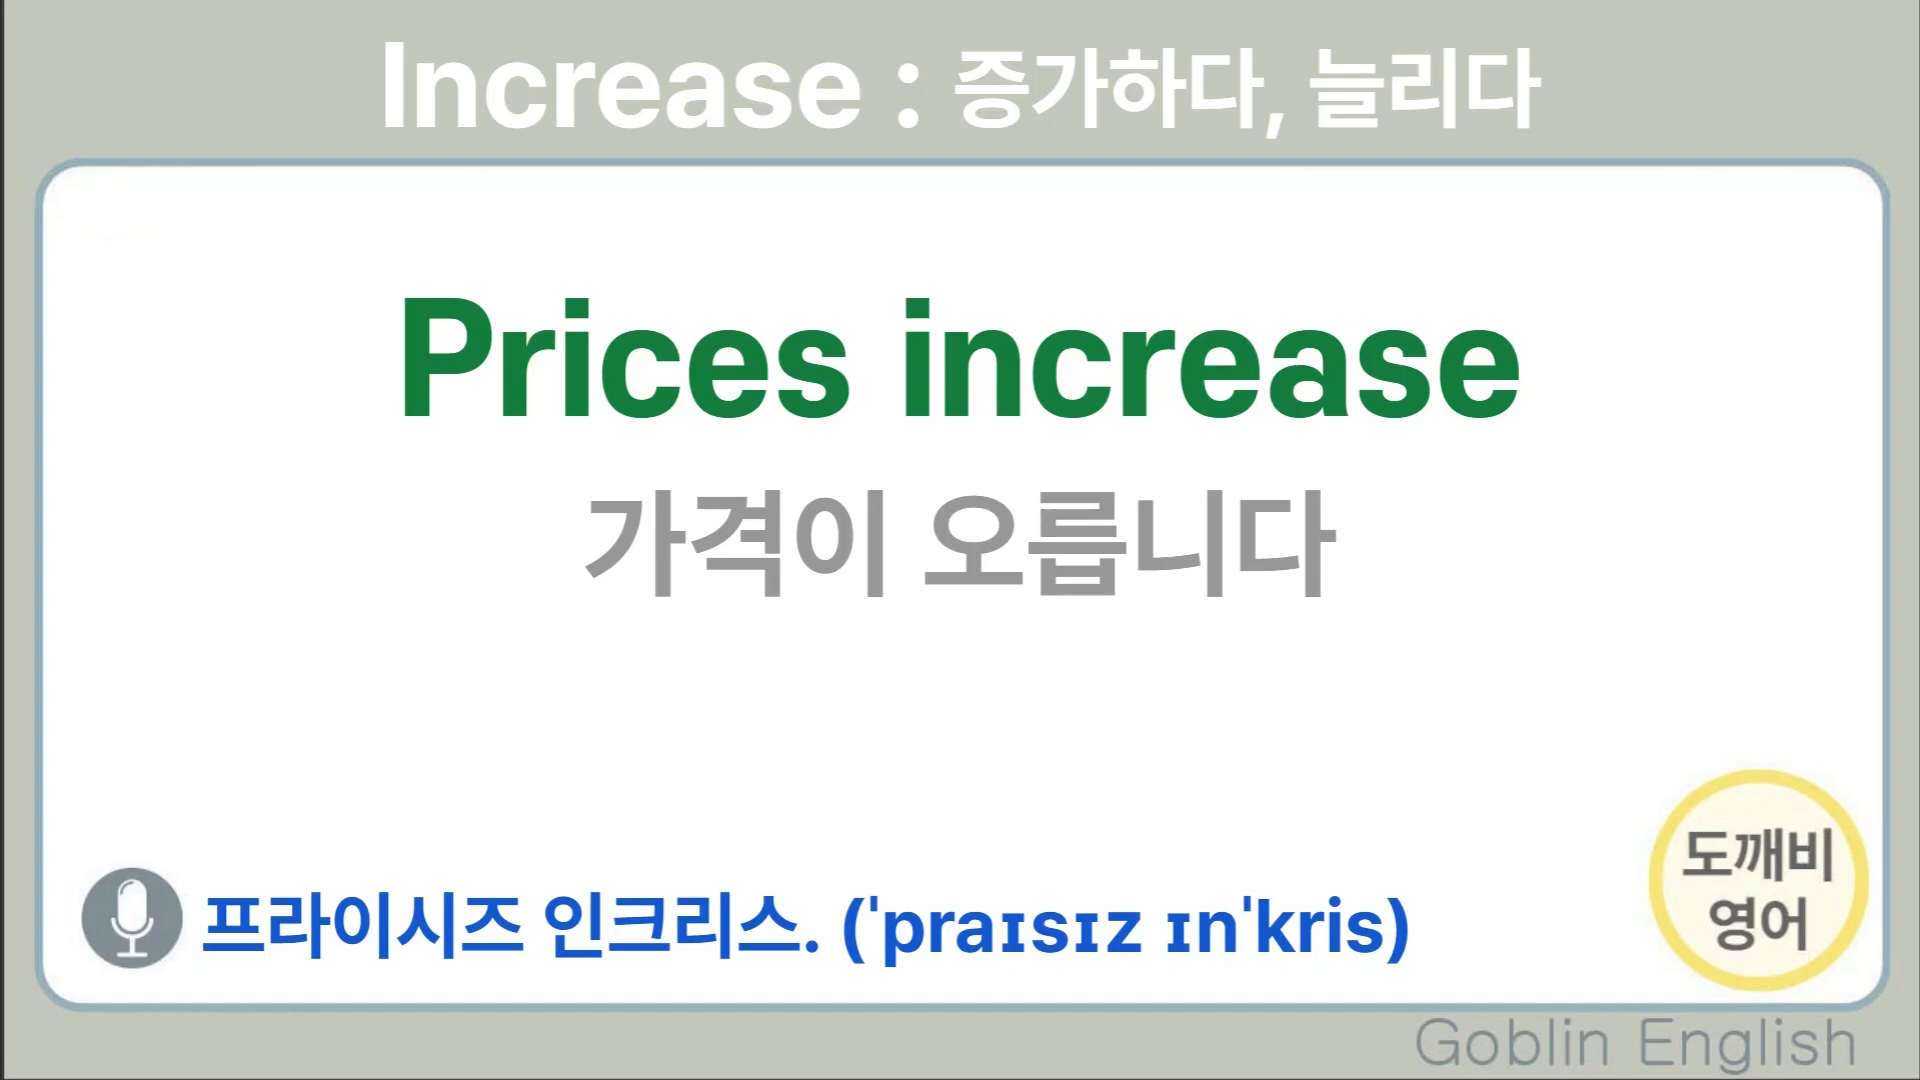 Increase : 증가하다, 늘리다
Prices increase
가격이 오릅니다
프라이시즈 인크리스. (ˈpraɪsɪz ɪnˈkris)
도깨비
영어
Goblin English